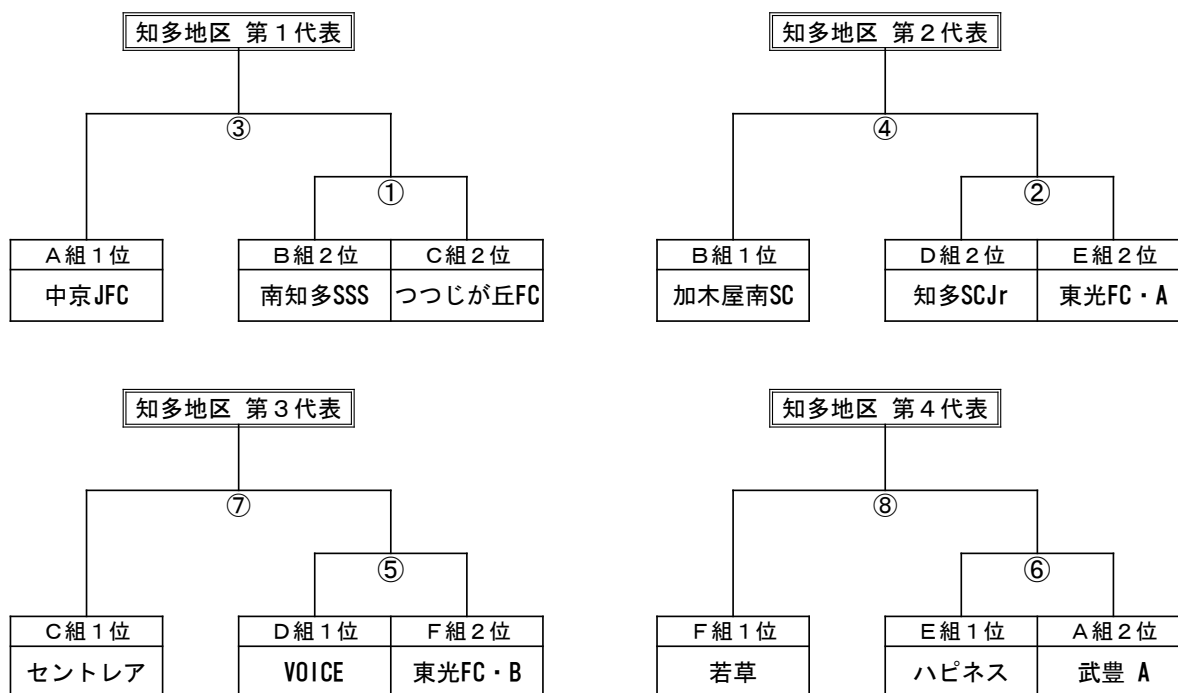 知多地区 第１代表
知多地区 第２代表
③
④
①
②
Ａ組１位
Ｂ組２位
Ｃ組２位
Ｂ組１位
Ｄ組２位
Ｅ組２位
中京JFC
南知多SSS
つつじが丘FC
加木屋南SC
知多SCJr
東光FC・A
知多地区 第３代表
知多地区 第４代表
⑦
⑧
⑤
⑥
Ｃ組１位
Ｄ組１位
Ｆ組２位
Ｆ組１位
Ｅ組１位
Ａ組２位
セントレア
VOICE
東光FC・B
若草
ハピネス
武豊 A